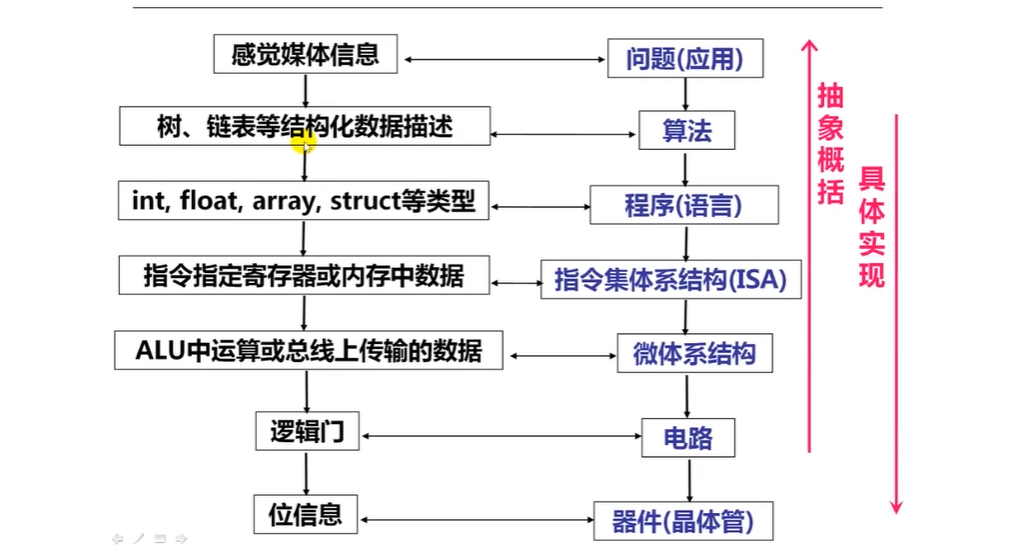 感觉媒体信息
问题(应用)
树、链表等结构化数据描述
算法
int, float, array, struct等类型
程序(语言)
指令指定寄存器或内存中数据
指令集体系结构(ISA)
ALU中运算或总线上传输的数据
微体系结构
逻辑门
电路
位信息
器件(晶体管)
抽象概括
具体实现